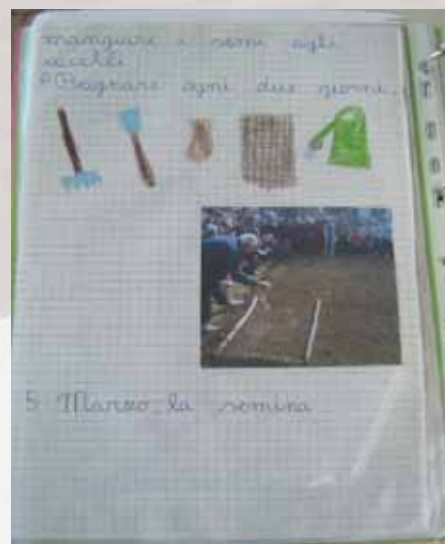 mangiare i semi agli
uccelli
Bagnare ogni due giorni
5 Marzo, la semina